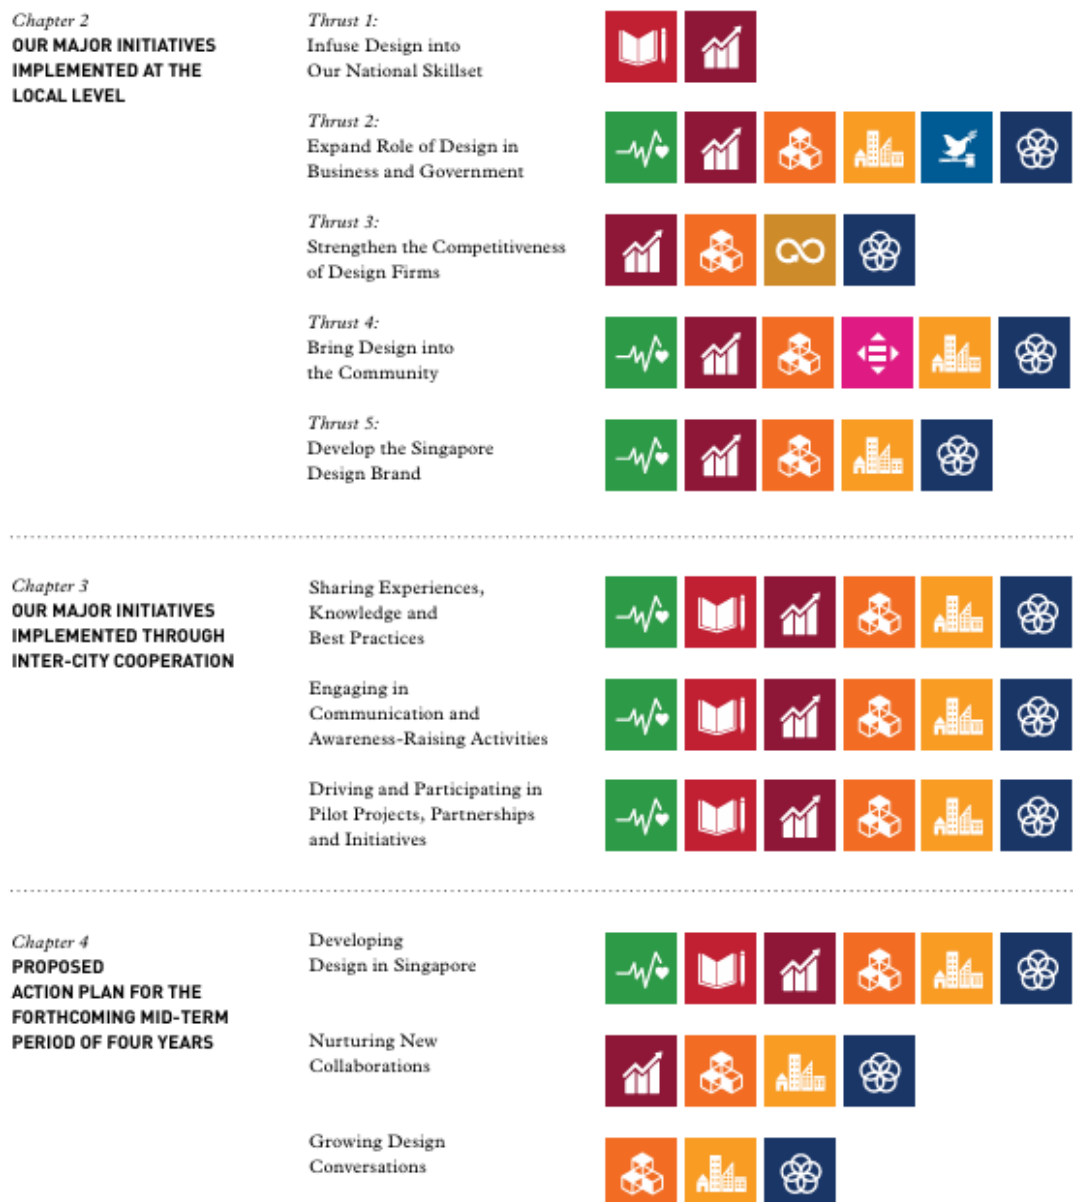 Chapter 2
OUR MAJOR INITIATIVES
IMPLEMENTED AT THE
LOCAL LEVEL
Thrust 1:
Infuse Design into
Our National Skillset
Thrust 2:
Expand Role of Design in
Business and Government
Thrust 3:
Strengthen the Competitiveness
of Design Firms
Thrust 4:
Bring Design into
the Community
Thrust 5:
Develop the Singapore
Design Brand
Chapter 3
OUR MAJOR INITIATIVES
IMPLEMENTED THROUGH
INTER-CITY COOPERATION
Sharing Experiences,
Knowledge and
Best Practices
Engaging in
Communication and
Awareness-Raising Activities
Driving and Participating in
Pilot Projects, Partnerships
and Initiatives
Chapter 4
PROPOSED
ACTION PLAN FOR THE
FORTHCOMING MID-TERM
PERIOD OF FOUR YEARS
Developing
Design in Singapore
Nurturing New
Collaborations
Growing Design
Conversations